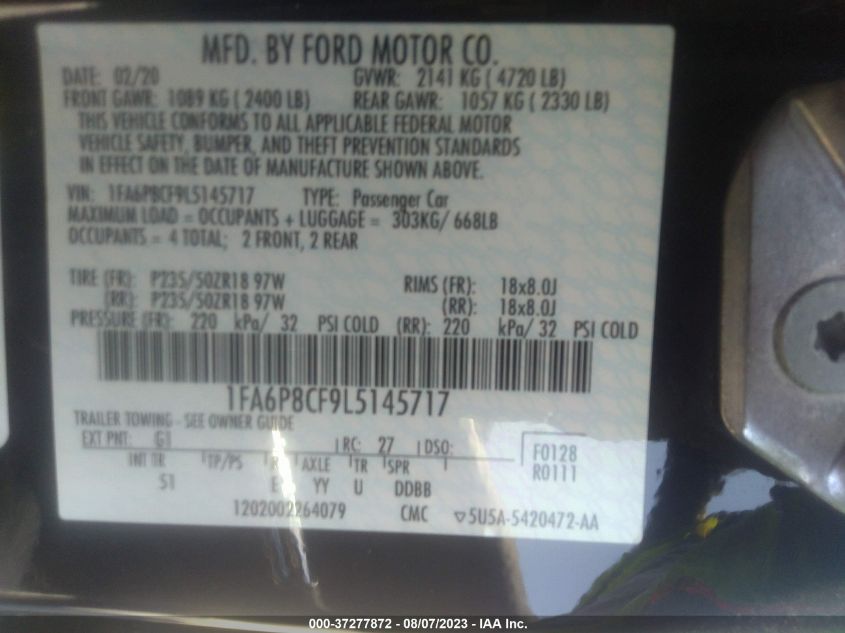 MFD. BY FORD MOTOR CO.
DATE: 02/20 GVWR: 2141 KG ( 4720 LB)
FRONT GAWR: 1089 KG ( 2400 LB) REAR GAWR: 1057 KG ( 2330 LB)
THIS VEHICLE CONFORMS TO ALL APPLICABLE FEDERAL MOTOR
VEHICLE SAFETY, BUMPER, AND THEFT PREVENTION STANDARDS
IN EFFECT ON THE DATE OF MANUFACTURE SHOWN ABOVE.
VIN: 1FA6P8CF9L5145717 TYPE: Passenger Car
MAXIMUM LOAD = OCCUPANTS + LUGGAGE = 303KG/ 668LB
OCCUPANTS = 4 TOTAL; 2 FRONT, 2 REAR
TIRE (FR): P235/50ZR18 97W RIMS (FR): 18x8.0J
(RR): P235/50ZR18 97W (RR): 18x8.0J
PRESSURE (FR): 220 kPa/ 32 PSI COLD (RR): 220 kPa/ 32 PSI COLD
1FA6P8CF9L5145717
TRAILER TOWING - SEE OWNER GUIDE
EXT PNT: G1 RC: 27 DSO: F0128
INT TR TP/PS R AXLE TR SPR R0111
S1 E YY U DDBB
1202002264079 CMC ▽5U5A-5420472-AA
000-37277872 - 08/07/2023 - IAA Inc.